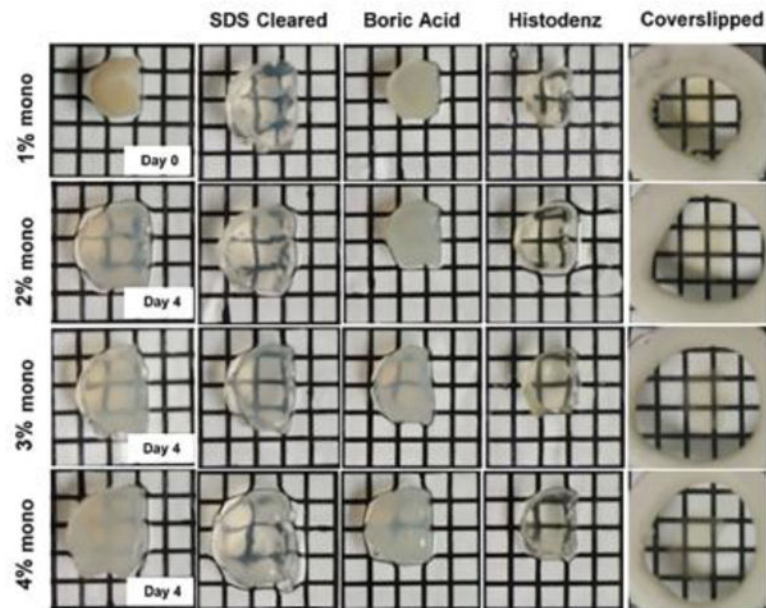 SDS Cleared Boric Acid Histodenz Coverslipped
1% mono
Day 0
2% mono
Day 4
3% mono
Day 4
4% mono
Day 4